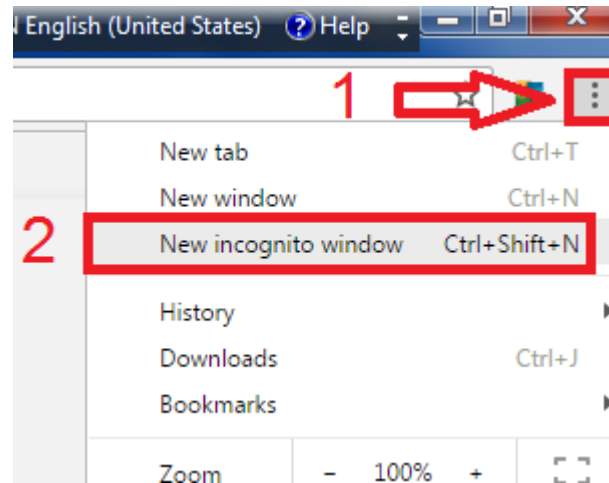 English (United States) Help
1
New tab Ctrl+T
New window Ctrl+N
2
New incognito window Ctrl+Shift+N
History
Downloads Ctrl+J
Bookmarks
Zoom - 100% +